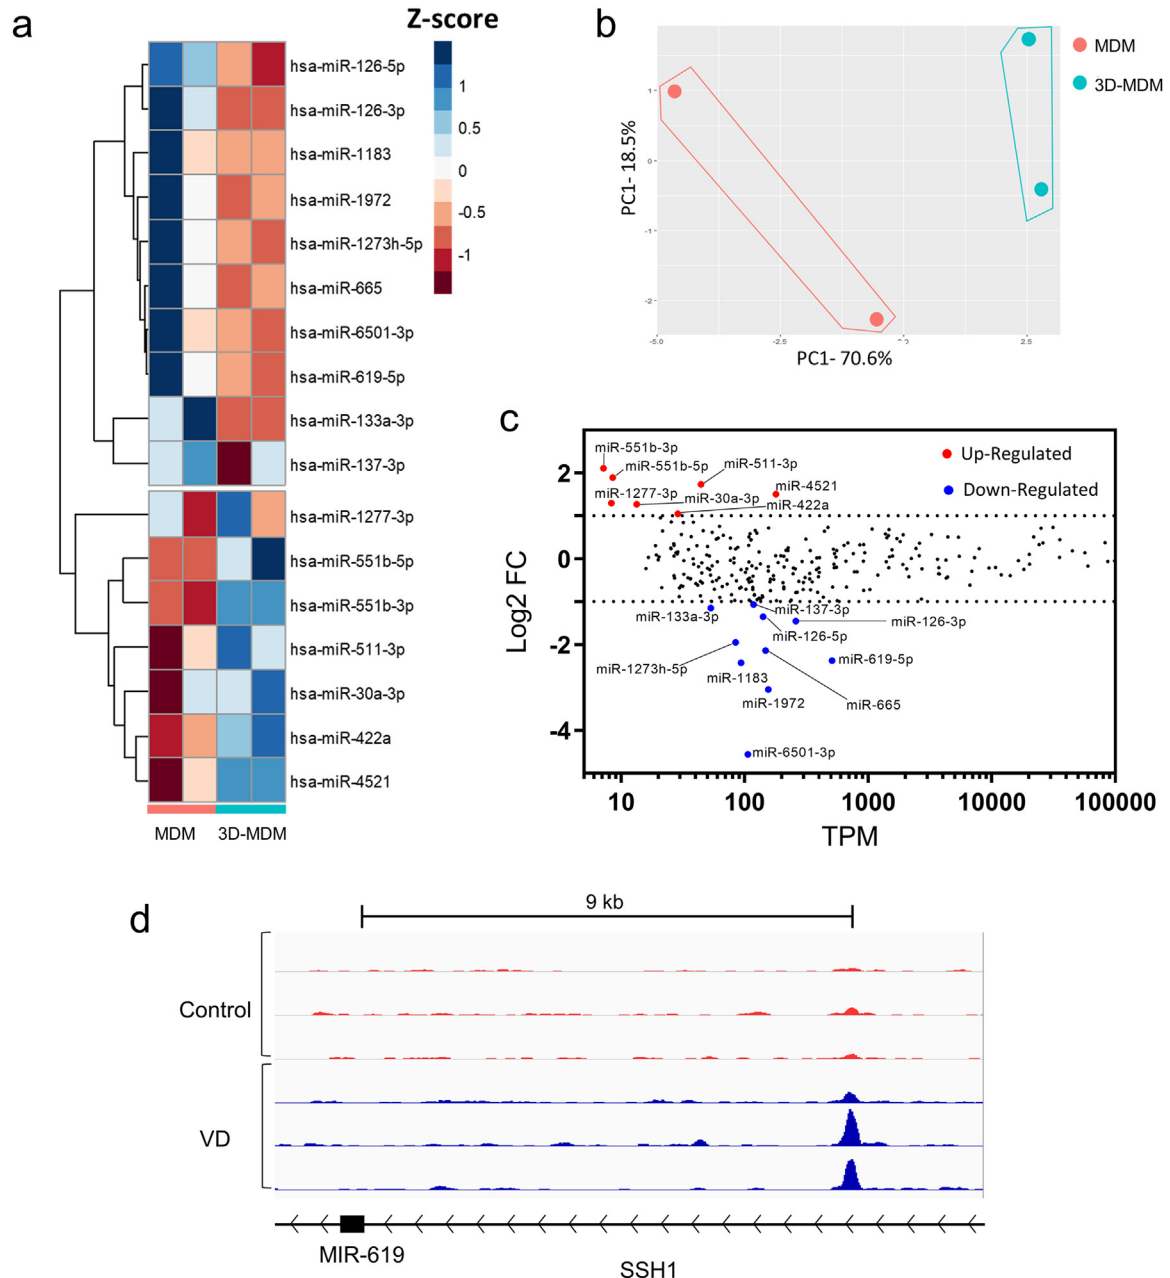 a
Z-score
hsa-miR-126-5p
hsa-miR-126-3p
hsa-miR-1183
hsa-miR-1972
hsa-miR-1273h-5p
hsa-miR-665
hsa-miR-6501-3p
hsa-miR-619-5p
hsa-miR-133a-3p
hsa-miR-137-3p
hsa-miR-1277-3p
hsa-miR-551b-5p
hsa-miR-551b-3p
hsa-miR-511-3p
hsa-miR-30a-3p
hsa-miR-422a
hsa-miR-4521
1
0.5
0
-0.5
-1
MDM 3D-MDM
b
MDM
3D-MDM
PC1- 18.5%
1
0
-1
-2
-5.0 -2.5 2.5
PC1- 70.6%
c
Up-Regulated
Down-Regulated
miR-551b-3p
miR-551b-5p
miR-511-3p
miR-1277-3p
miR-30a-3p
miR-4521
miR-422a
miR-133a-3p
miR-137-3p
miR-126-5p
miR-126-3p
miR-1273h-5p
miR-1183
miR-619-5p
miR-1972
miR-665
miR-6501-3p
Log2 FC
2
0
-2
-4
10 100 1000 10000 100000
TPM
d
9 kb
Control
VD
MIR-619
SSH1